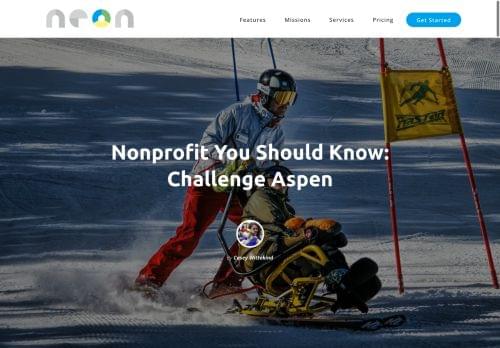 neon
Features
Missions
Services
Pricing
Get Started
Nonprofit You Should Know:
Challenge Aspen
By Casey Wittekind